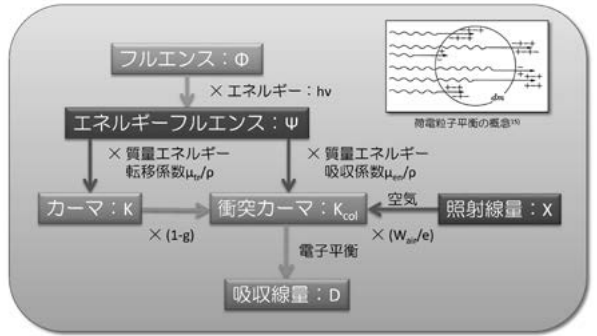 フルエンス：Φ
× エネルギー：hν
エネルギーフルエンス：Ψ
× 質量エネルギー
転移係数μtr/ρ
× 質量エネルギー
吸収係数μen/ρ
カーマ：K
× (1-g)
衝突カーマ：Kcol
空気
× (Wair/e)
照射線量：X
電子平衡
吸収線量：D
dm
荷電粒子平衡の概念¹⁵⁾